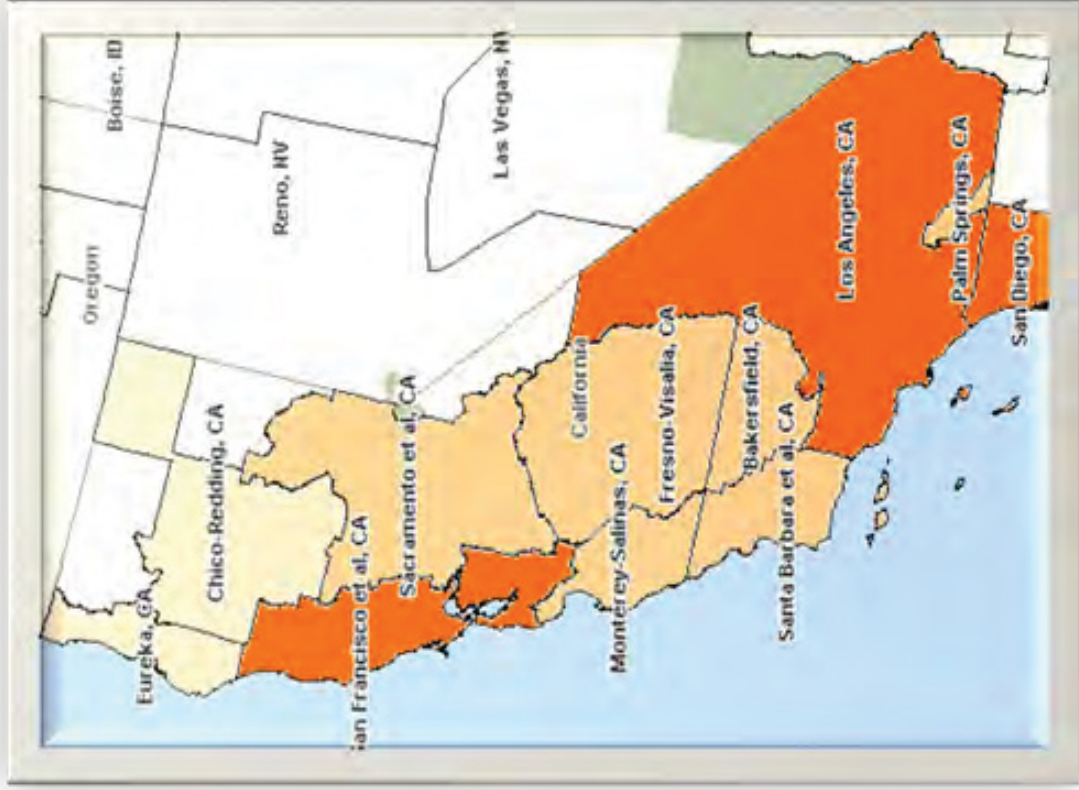 Boise, ID
Oregon
Reno, NV
Las Vegas, NV
Eureka, CA
Chico-Redding, CA
Sacramento et al, CA
an Francisco et al, CA
California
Monterey-Salinas, CA
Fresno-Visalia, CA
Bakersfield, CA
Santa Barbara et al, CA
Los Angeles, CA
Palm Springs, CA
San Diego, CA